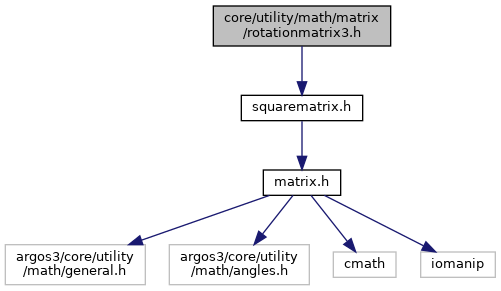 core/utility/math/matrix
/rotationmatrix3.h
squarematrix.h
matrix.h
argos3/core/utility
/math/general.h
argos3/core/utility
/math/angles.h
cmath
iomanip